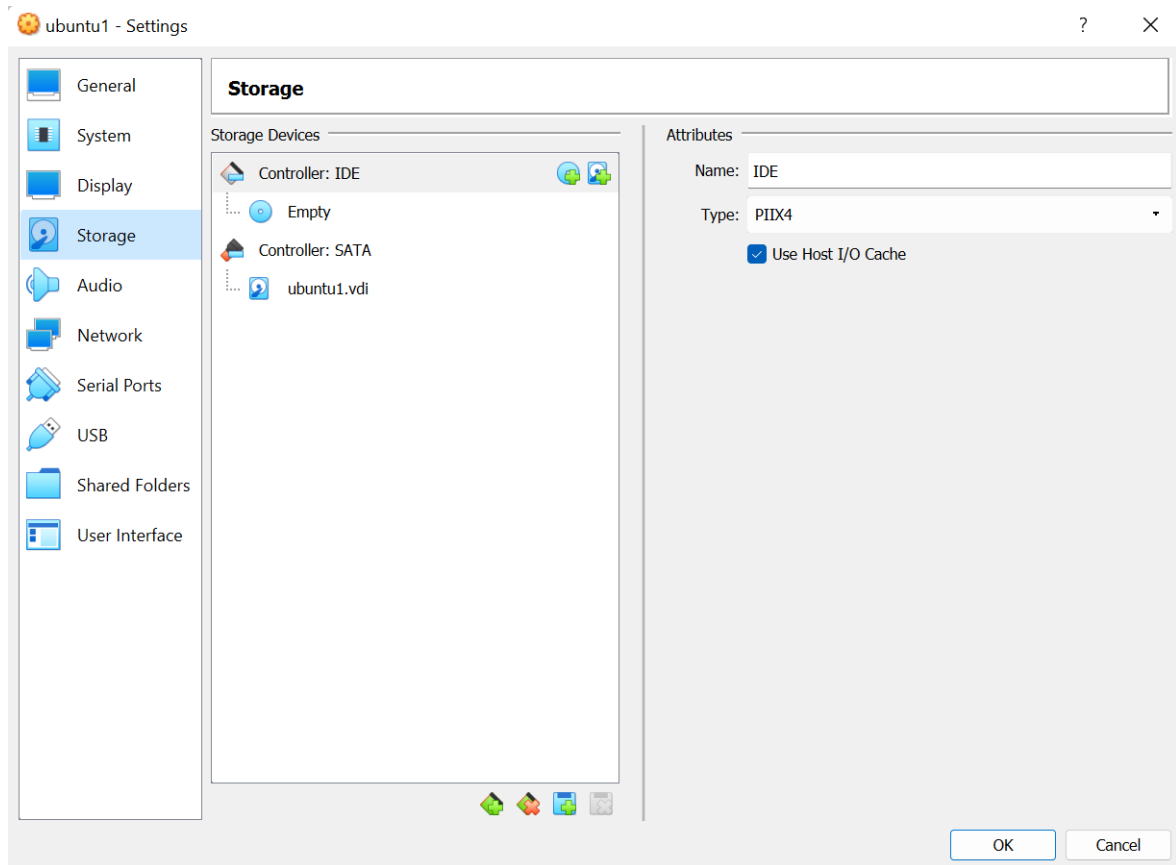 ubuntu1 - Settings
?
General
System
Display
Storage
Audio
Network
Serial Ports
USB
Shared Folders
User Interface
Storage
Storage Devices
Controller: IDE
Empty
Controller: SATA
ubuntu1.vdi
Attributes
Name: IDE
Type: PIIX4
Use Host I/O Cache
OK
Cancel